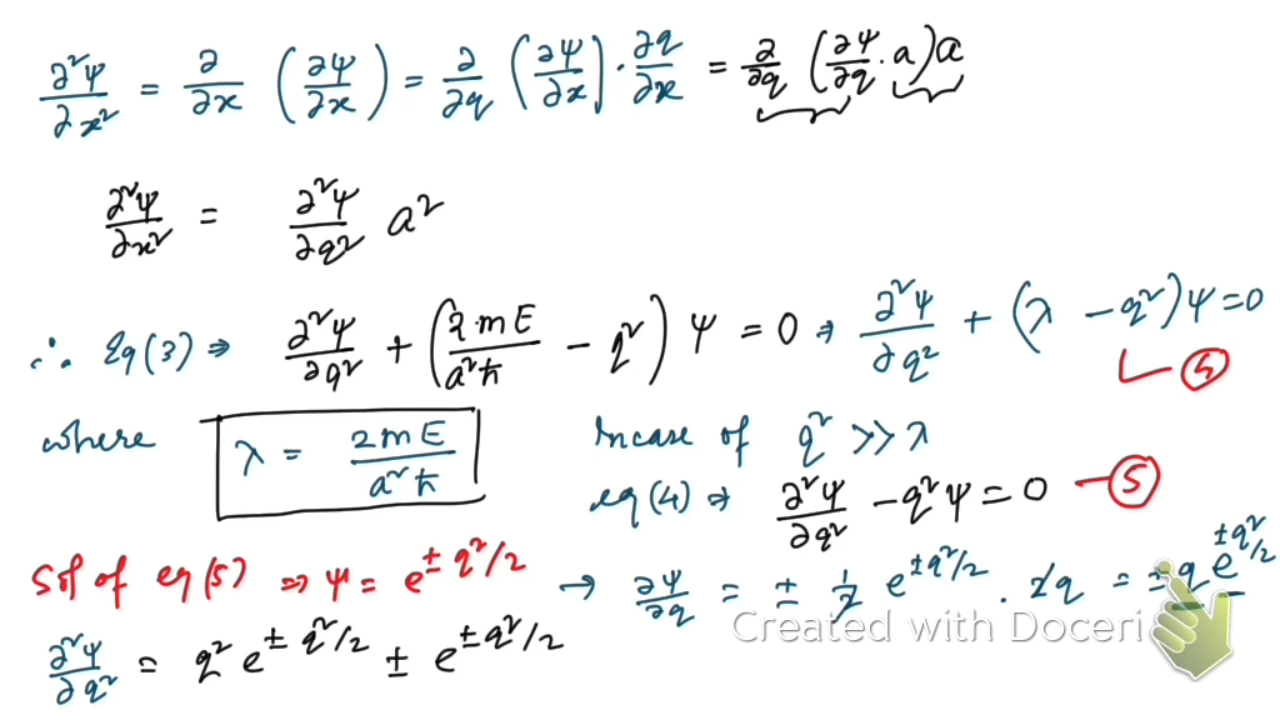 ∂²ψ/∂x² = ∂/∂x (∂ψ/∂x) = ∂/∂q (∂ψ/∂x) · ∂q/∂x = ∂/∂q (∂ψ/∂q · a) a
∂²ψ/∂x² = ∂²ψ/∂q² a²
∴ Eq (3) ⇒ ∂²ψ/∂q² + (2mE/a²ħ − q²) ψ = 0 ⇒ ∂²ψ/∂q² + (λ − q²) ψ = 0
④
where λ = 2mE/a²ħ
Incase of q² >> λ
eq (4) ⇒ ∂²ψ/∂q² − q²ψ = 0 — ⑤
Sol of eq (5) ⇒ ψ = e^(± q²/2) → ∂ψ/∂q = ± 1/2 e^(±q²/2) · 2q = ± q e^(±q²/2)
∂²ψ/∂q² = q² e^(± q²/2) ± e^(±q²/2)
Created with Doceri